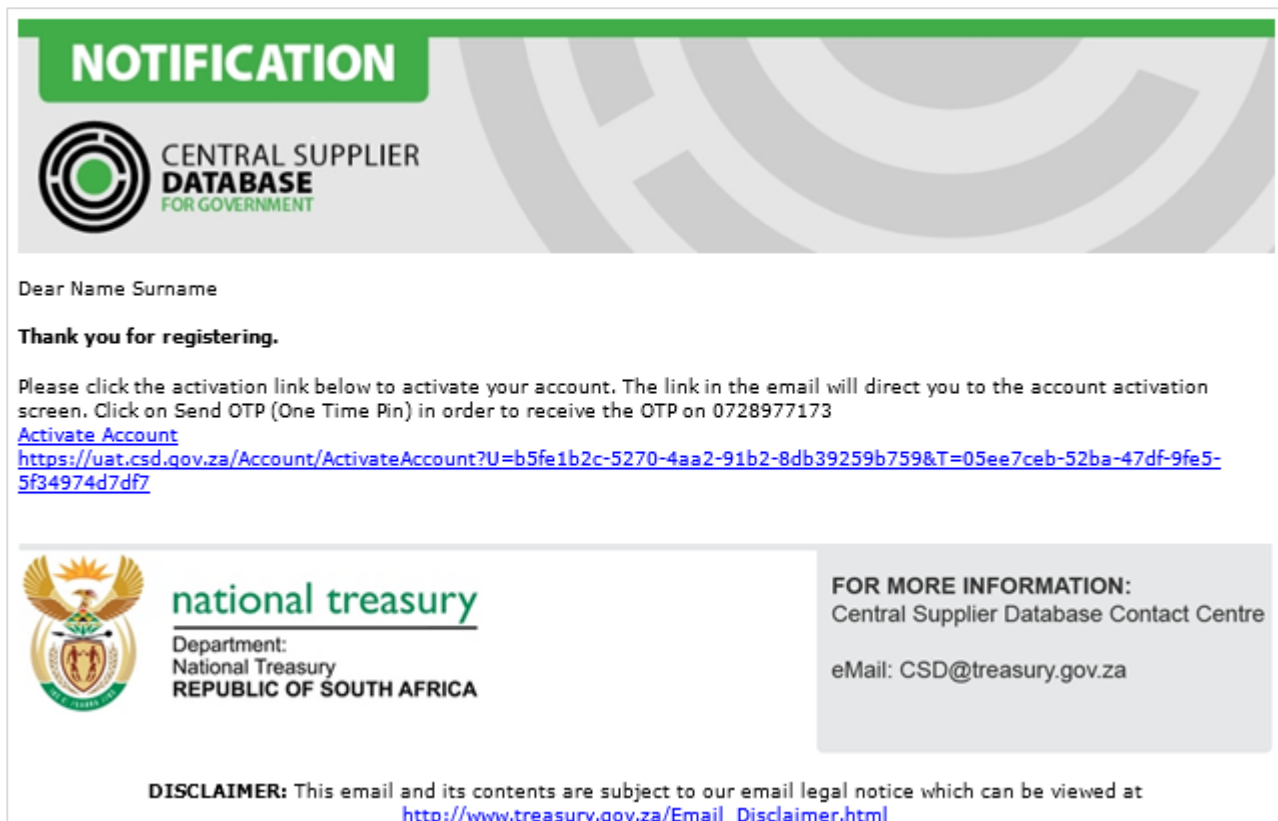 NOTIFICATION
CENTRAL SUPPLIER
DATABASE
FOR GOVERNMENT
Dear Name Surname
Thank you for registering.
Please click the activation link below to activate your account. The link in the email will direct you to the account activation
screen. Click on Send OTP (One Time Pin) in order to receive the OTP on 0728977173
Activate Account
https://uat.csd.gov.za/Account/ActivateAccount?U=b5fe1b2c-5270-4aa2-91b2-8db39259b759&T=05ee7ceb-52ba-47df-9fe5-
5f34974d7df7
national treasury
Department:
National Treasury
REPUBLIC OF SOUTH AFRICA
FOR MORE INFORMATION:
Central Supplier Database Contact Centre
eMail: CSD@treasury.gov.za
DISCLAIMER: This email and its contents are subject to our email legal notice which can be viewed at
http://www.treasury.gov.za/Email_Disclaimer.html